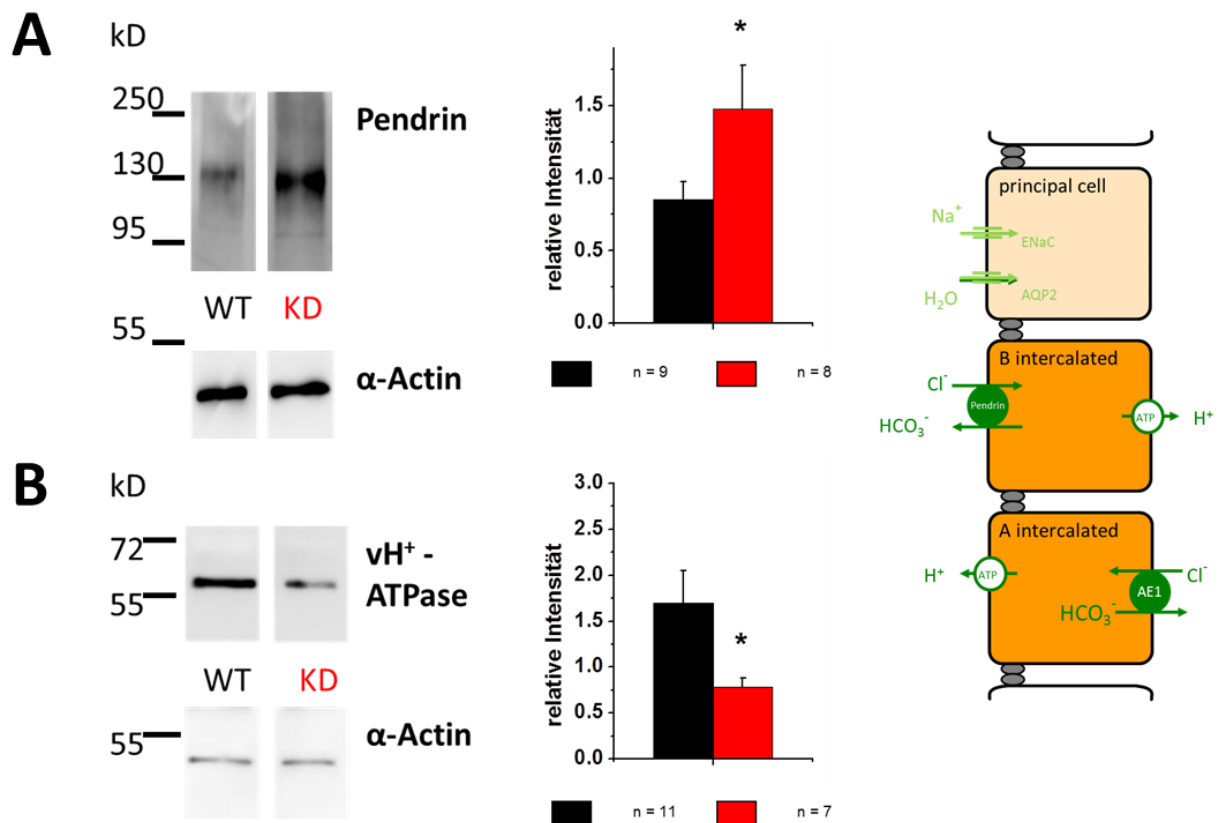 A
kD
250
130
95
Pendrin
WT KD
55
α-Actin
relative Intensität
1.5
1.0
0.5
0.0
*
n = 9 n = 8
B
kD
72
55
vH⁺ -
ATPase
WT KD
55
α-Actin
relative Intensität
3.0
2.5
2.0
1.5
1.0
0.5
0.0
*
n = 11 n = 7
principal cell
Na⁺
ENaC
H₂O
AQP2
B intercalated
Cl⁻
Pendrin
HCO₃⁻
ATP
H⁺
A intercalated
H⁺
ATP
Cl⁻
AE1
HCO₃⁻